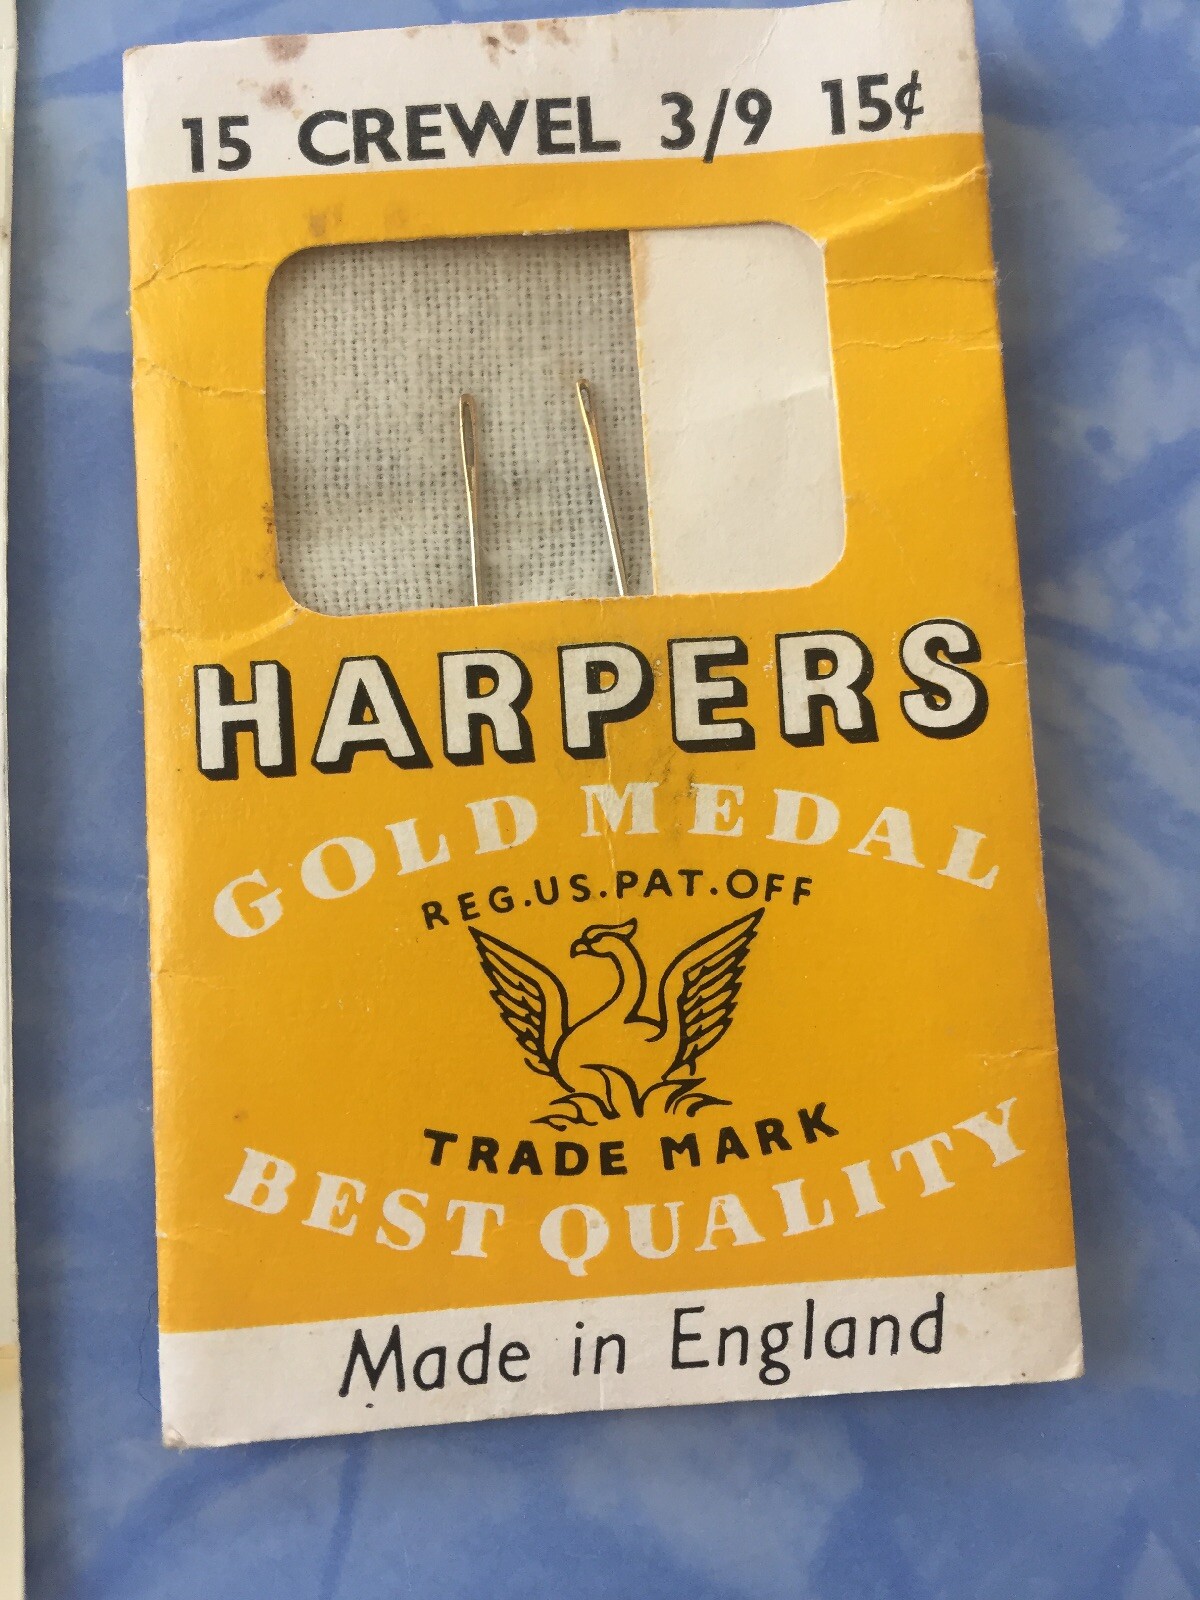 15 CREWEL 3/9 15¢
HARPERS
GOLD MEDAL
REG.US.PAT.OFF
TRADE MARK
BEST QUALITY
Made in England